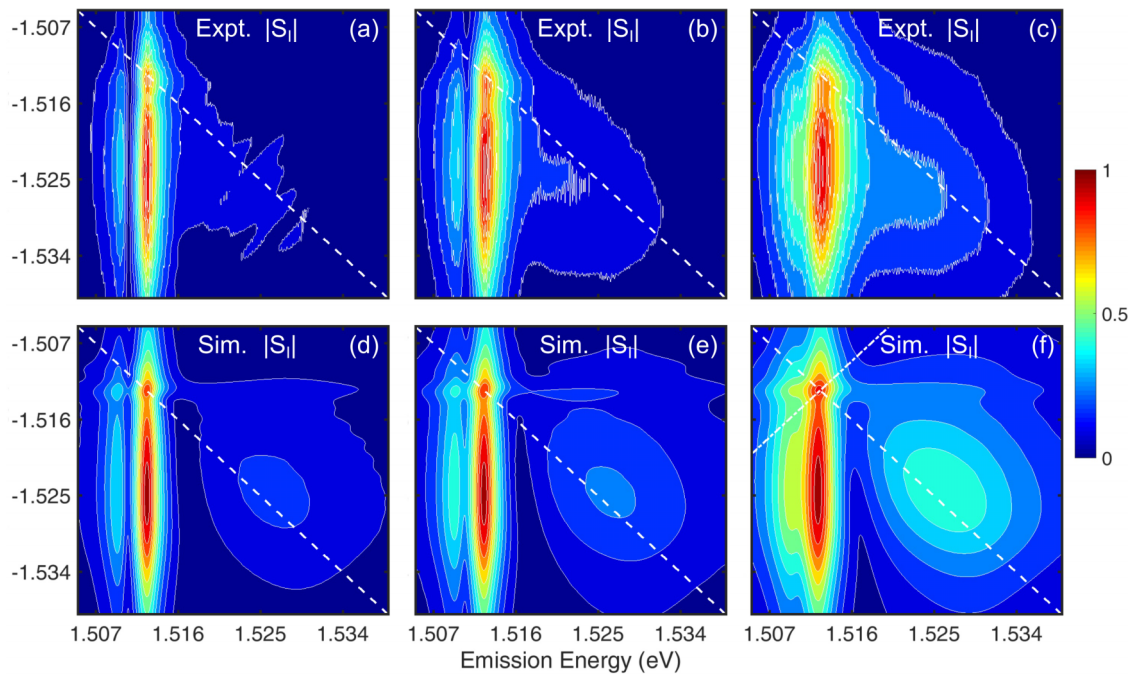 Expt. |S_I| (a)
Expt. |S_I| (b)
Expt. |S_I| (c)
-1.507
-1.516
-1.525
-1.534
1
0.5
0
Sim. |S_I| (d)
Sim. |S_I| (e)
Sim. |S_I| (f)
-1.507
-1.516
-1.525
-1.534
1.507 1.516 1.525 1.534
1.507 1.516 1.525 1.534
1.507 1.516 1.525 1.534
Emission Energy (eV)